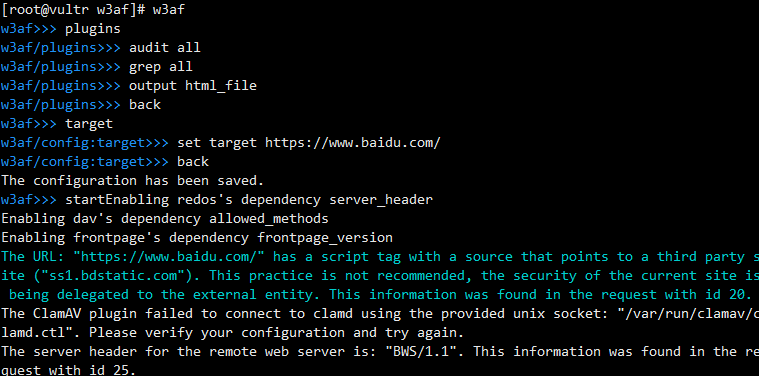 [root@vultr w3af]# w3af
w3af>>> plugins
w3af/plugins>>> audit all
w3af/plugins>>> grep all
w3af/plugins>>> output html_file
w3af/plugins>>> back
w3af>>> target
w3af/config:target>>> set target https://www.baidu.com/
w3af/config:target>>> back
The configuration has been saved.
w3af>>> startEnabling redos's dependency server_header
Enabling dav's dependency allowed_methods
Enabling frontpage's dependency frontpage_version
The URL: "https://www.baidu.com/" has a script tag with a source that points to a third party s
ite ("ss1.bdstatic.com"). This practice is not recommended, the security of the current site is
being delegated to the external entity. This information was found in the request with id 20.
The ClamAV plugin failed to connect to clamd using the provided unix socket: "/var/run/clamav/c
lamd.ctl". Please verify your configuration and try again.
The server header for the remote web server is: "BWS/1.1". This information was found in the re
quest with id 25.